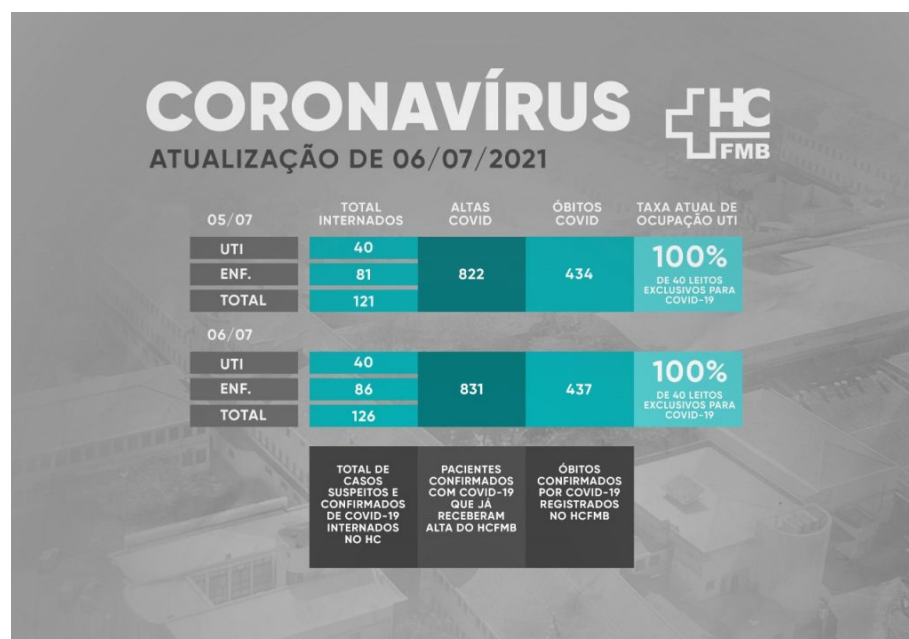 CORONAVÍRUS
HC
FMB
ATUALIZAÇÃO DE 06/07/2021
05/07
TOTAL
INTERNADOS
ALTAS
COVID
ÓBITOS
COVID
TAXA ATUAL DE
OCUPAÇÃO UTI
UTI
40
ENF.
81
TOTAL
121
822
434
100%
DE 40 LEITOS
EXCLUSIVOS PARA
COVID-19
06/07
UTI
40
ENF.
86
TOTAL
126
831
437
100%
DE 40 LEITOS
EXCLUSIVOS PARA
COVID-19
TOTAL DE
CASOS
SUSPEITOS E
CONFIRMADOS
DE COVID-19
INTERNADOS
NO HC
PACIENTES
CONFIRMADOS
COM COVID-19
QUE JÁ
RECEBERAM
ALTA DO HCFMB
ÓBITOS
CONFIRMADOS
POR COVID-19
REGISTRADOS
NO HCFMB